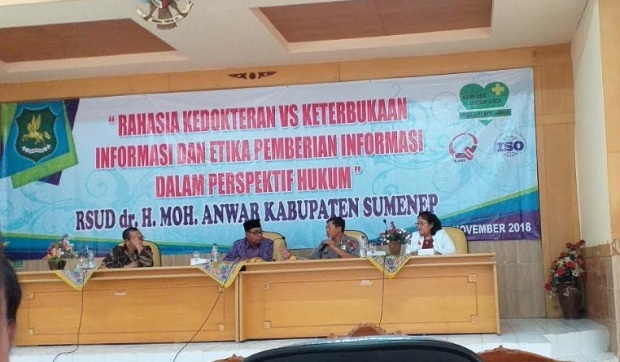 " RAHASIA KEDOKTERAN VS KETERBUKAAN
INFORMASI DAN ETIKA PEMBERIAN INFORMASI
DALAM PERSPEKTIF HUKUM "
RSUD dr. H. MOH. ANWAR KABUPATEN SUMENEP
NOVEMBER 2018
ISO